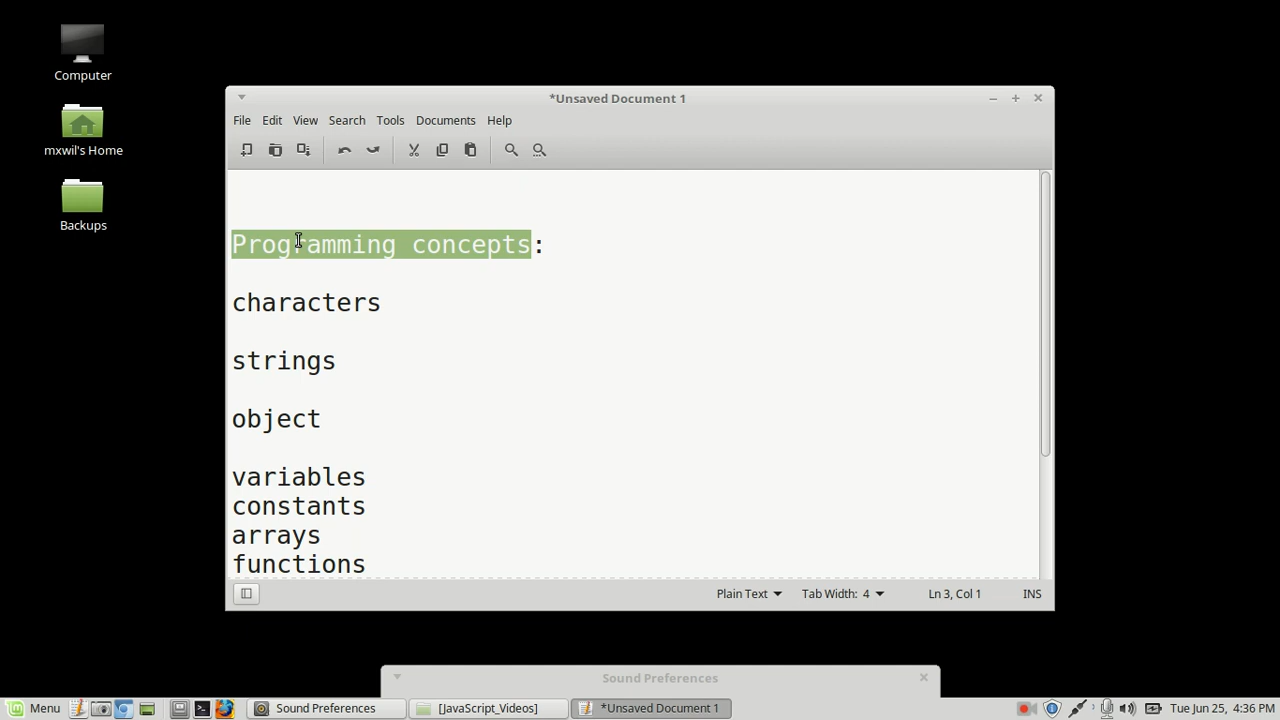 Computer
mxwil's Home
Backups
*Unsaved Document 1
File Edit View Search Tools Documents Help
Programming concepts:
characters
strings
object
variables
constants
arrays
functions
Plain Text Tab Width: 4 Ln 3, Col 1 INS
Sound Preferences
Menu Sound Preferences [JavaScript_Videos] *Unsaved Document 1 Tue Jun 25, 4:36 PM